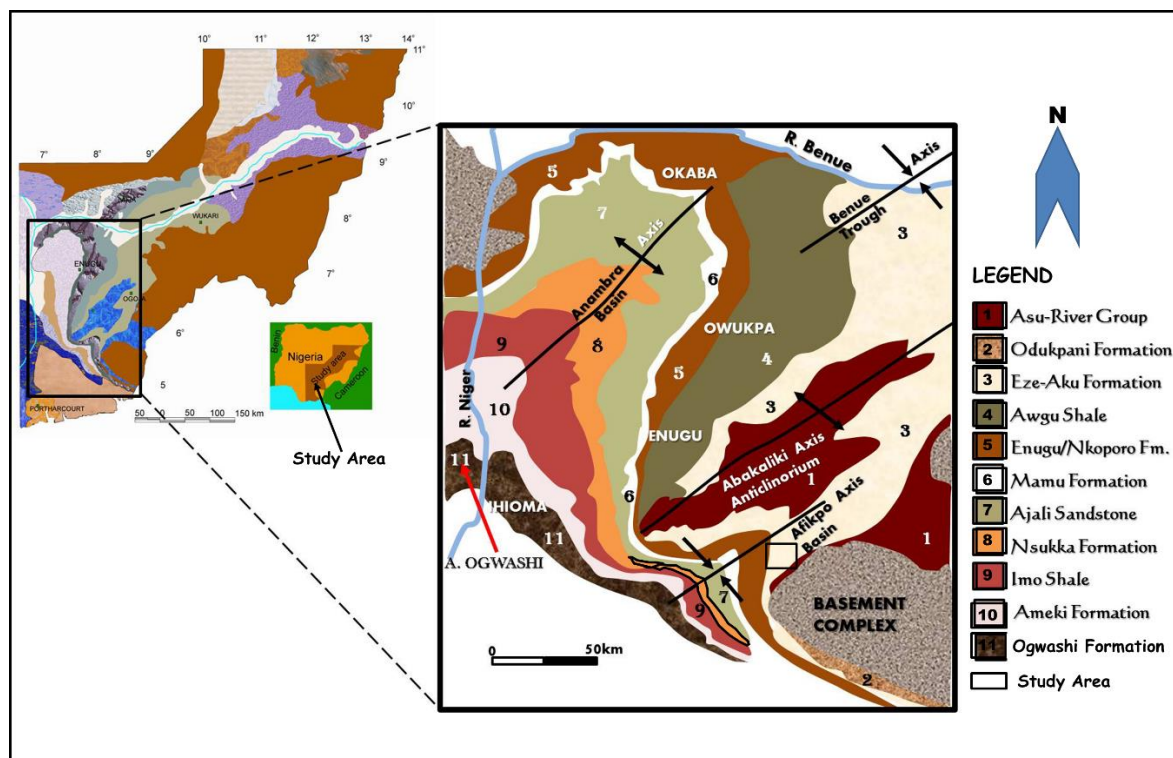 10° 11° 12° 13° 14°
11°
10°
7° 8° 9°
9°
WUKARI
8°
ENUGU
7°
OGOJA
6°
5
PORTHARCOURT
50 0 50 100 150 km
Benin
Nigeria
Study area
Cameroon
Study Area
R. Benue
OKABA
5
7
Axis
Anambra
Basin
Benue
Trough
Axis
3
6
OWUKPA
9
8
4
5
R. Niger
10
ENUGU
3
3
Abakaliki Axis
Anticlinorium
1
11
6
IHIOMA
11
Afikpo Axis
Basin
1
A. OGWASHI
7
9
BASEMENT
COMPLEX
0 50km
2
N
LEGEND
1 Asu-River Group
2 Odukpani Formation
3 Eze-Aku Formation
4 Awgu Shale
5 Enugu/Nkoporo Fm.
6 Mamu Formation
7 Ajali Sandstone
8 Nsukka Formation
9 Imo Shale
10 Ameki Formation
11 Ogwashi Formation
Study Area